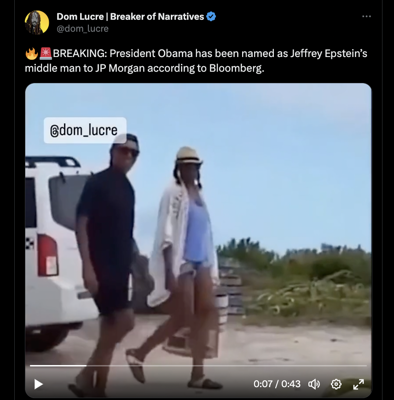 Dom Lucre | Breaker of Narratives
@dom_lucre
🔥🚨BREAKING: President Obama has been named as Jeffrey Epstein's
middle man to JP Morgan according to Bloomberg.
@dom_lucre
0:07 / 0:43